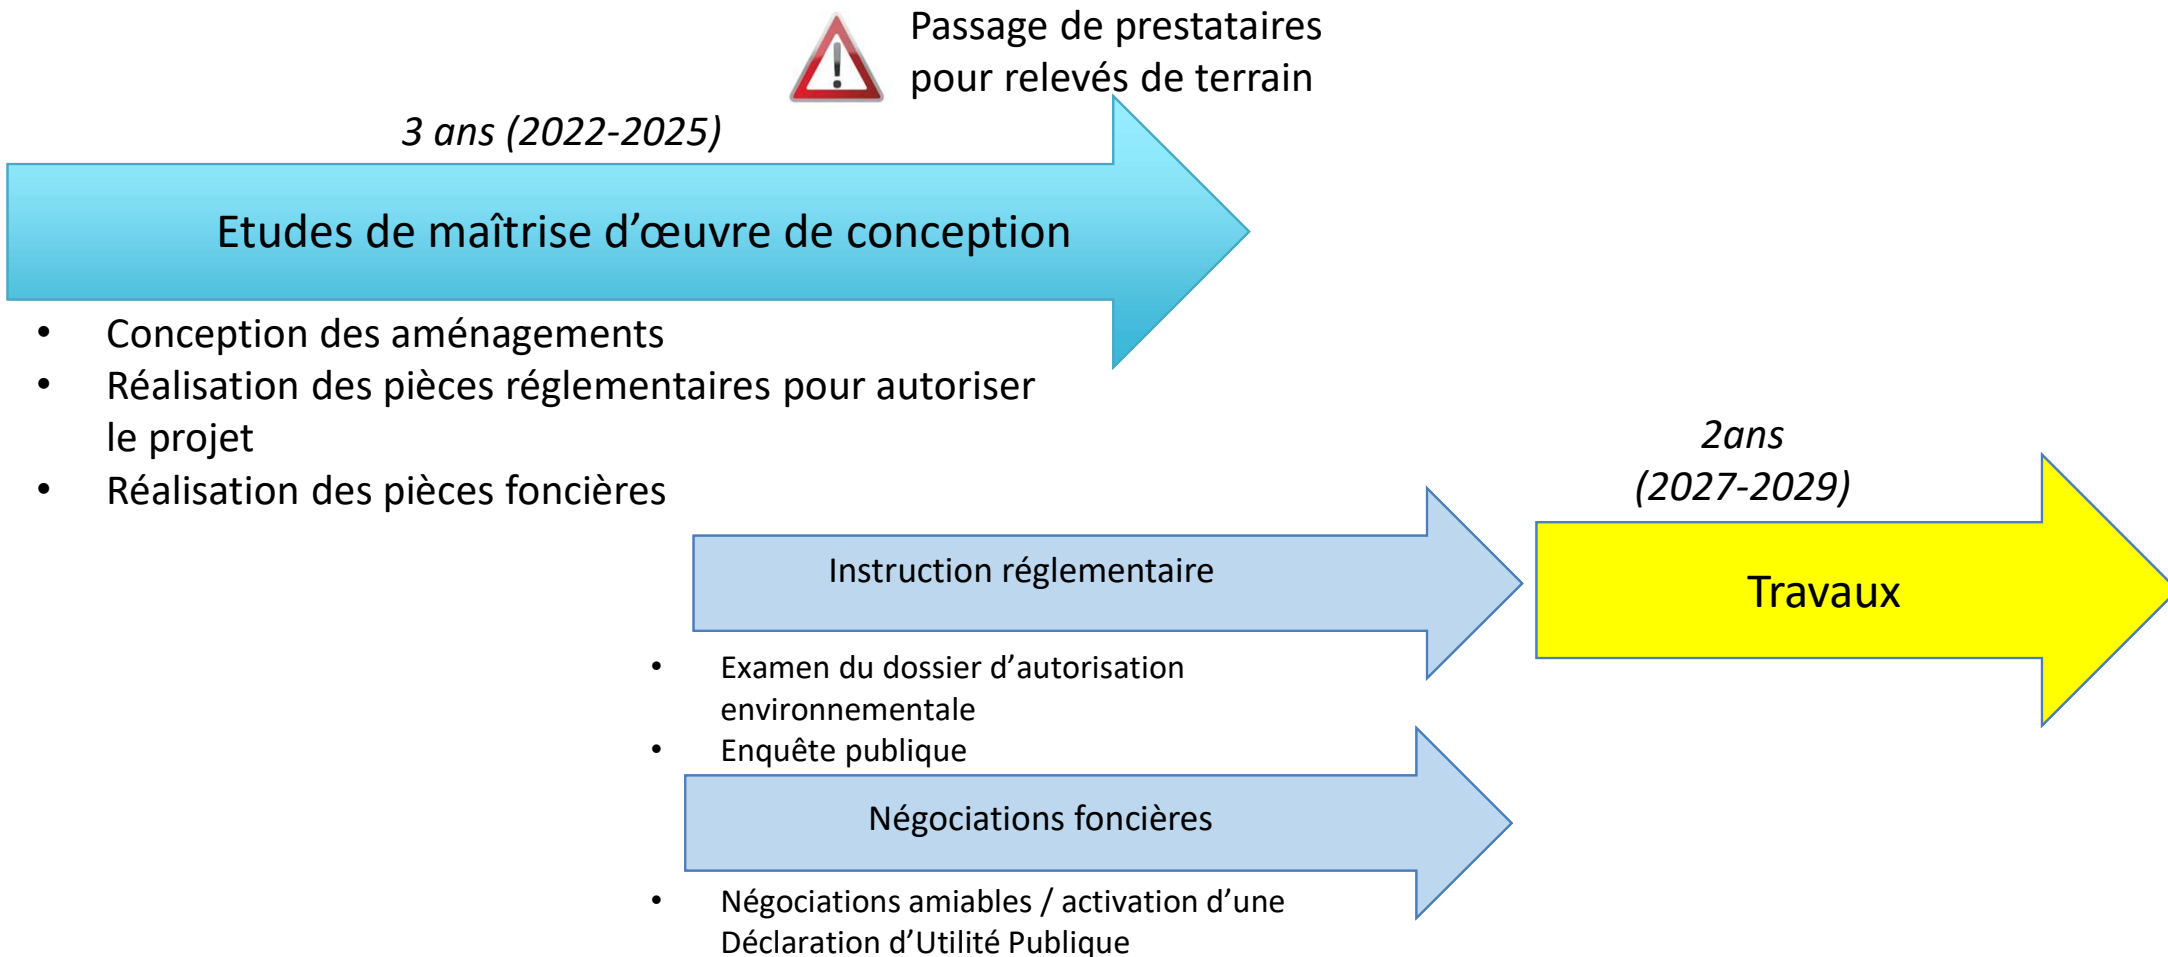 Passage de prestataires
pour relevés de terrain
3 ans (2022-2025)
Etudes de maîtrise d’œuvre de conception
• Conception des aménagements
• Réalisation des pièces réglementaires pour autoriser
le projet
• Réalisation des pièces foncières
2ans
(2027-2029)
Instruction réglementaire
Travaux
• Examen du dossier d’autorisation
environnementale
• Enquête publique
Négociations foncières
• Négociations amiables / activation d’une
Déclaration d’Utilité Publique